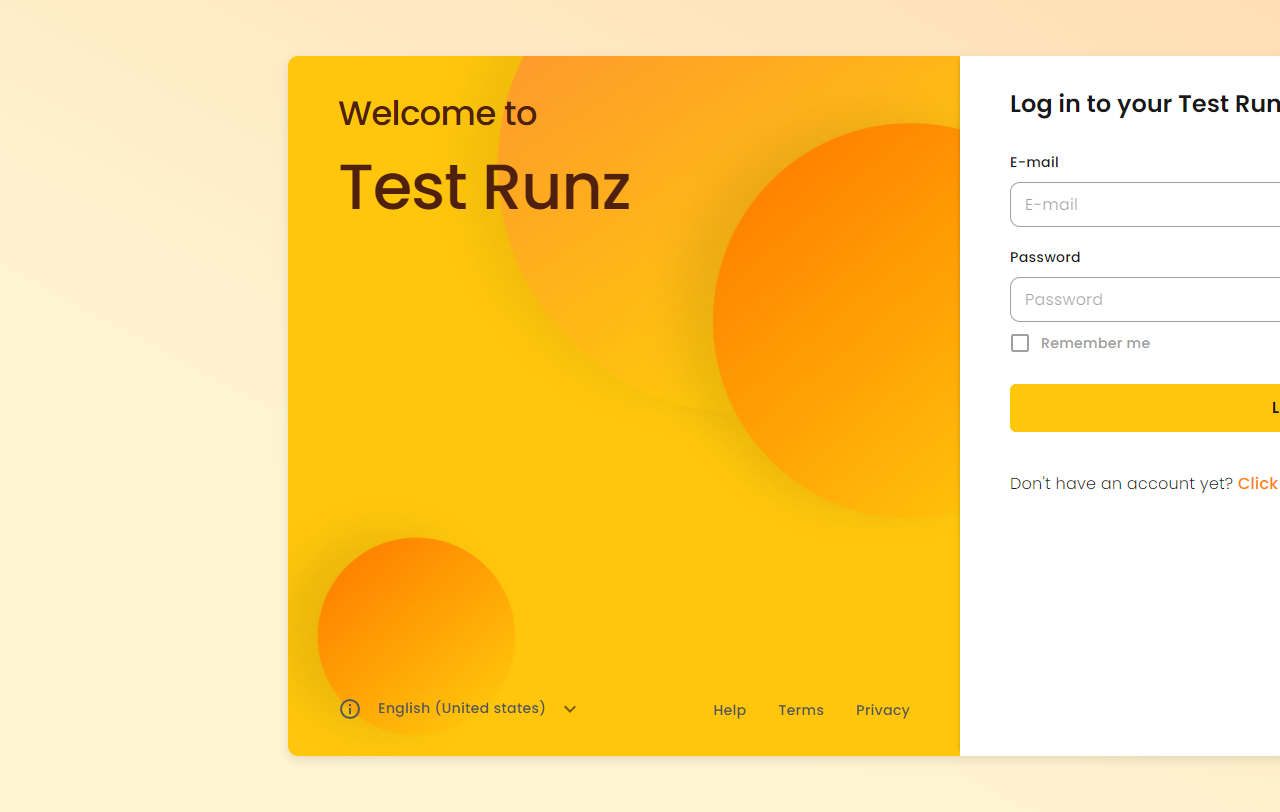 Welcome to
Test Runz
English (United states)
Help
Terms
Privacy
Log in to your Test Run
E-mail
E-mail
Password
Password
Remember me
Don't have an account yet? Click